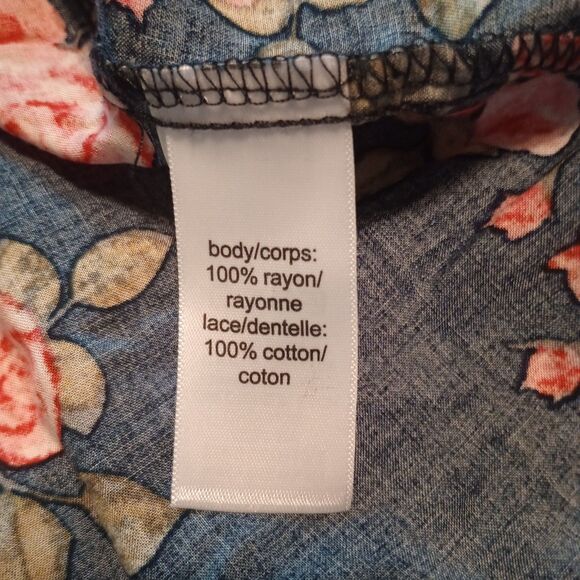 body/corps:
100% rayon/
rayonne
lace/dentelle:
100% cotton/
coton